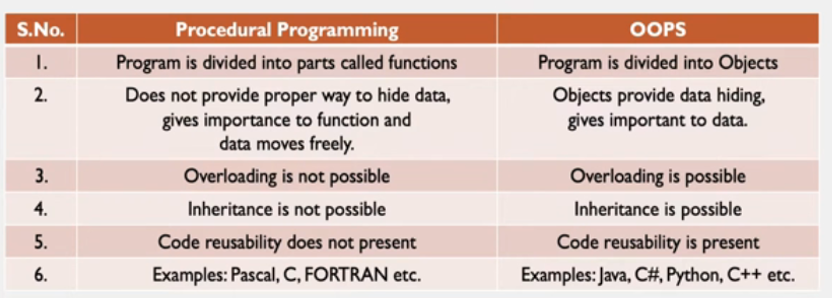 S.No. Procedural Programming OOPS
1. Program is divided into parts called functions Program is divided into Objects
2. Does not provide proper way to hide data, Objects provide data hiding,
gives importance to function and gives important to data.
data moves freely.
3. Overloading is not possible Overloading is possible
4. Inheritance is not possible Inheritance is possible
5. Code reusability does not present Code reusability is present
6. Examples: Pascal, C, FORTRAN etc. Examples: Java, C#, Python, C++ etc.